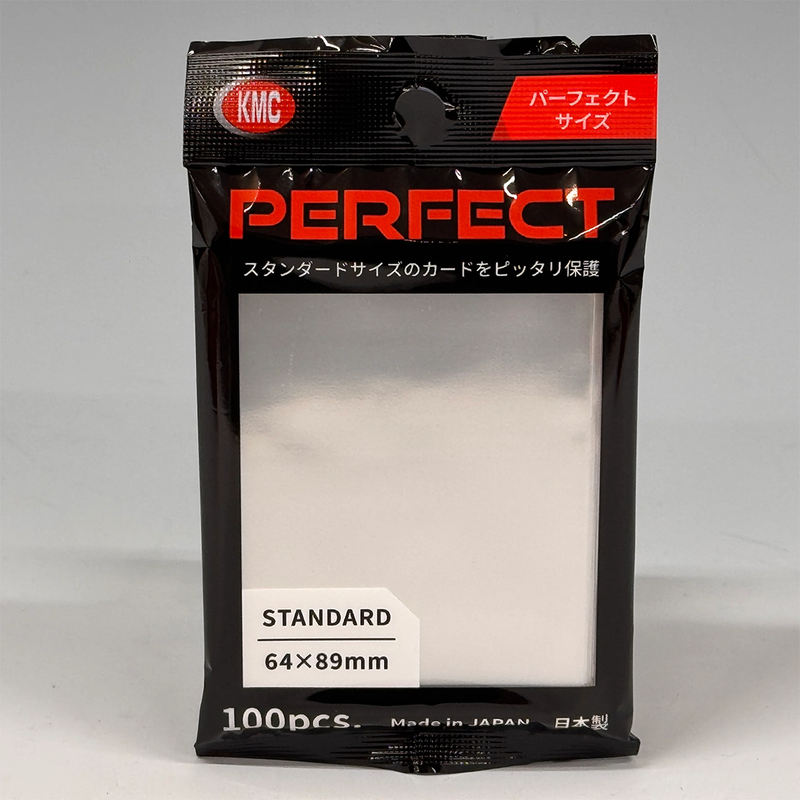 KMC
パーフェクト
サイズ
PERFECT
スタンダードサイズのカードをピッタリ保護
STANDARD
64×89mm
100pcs. Made in JAPAN 日本製